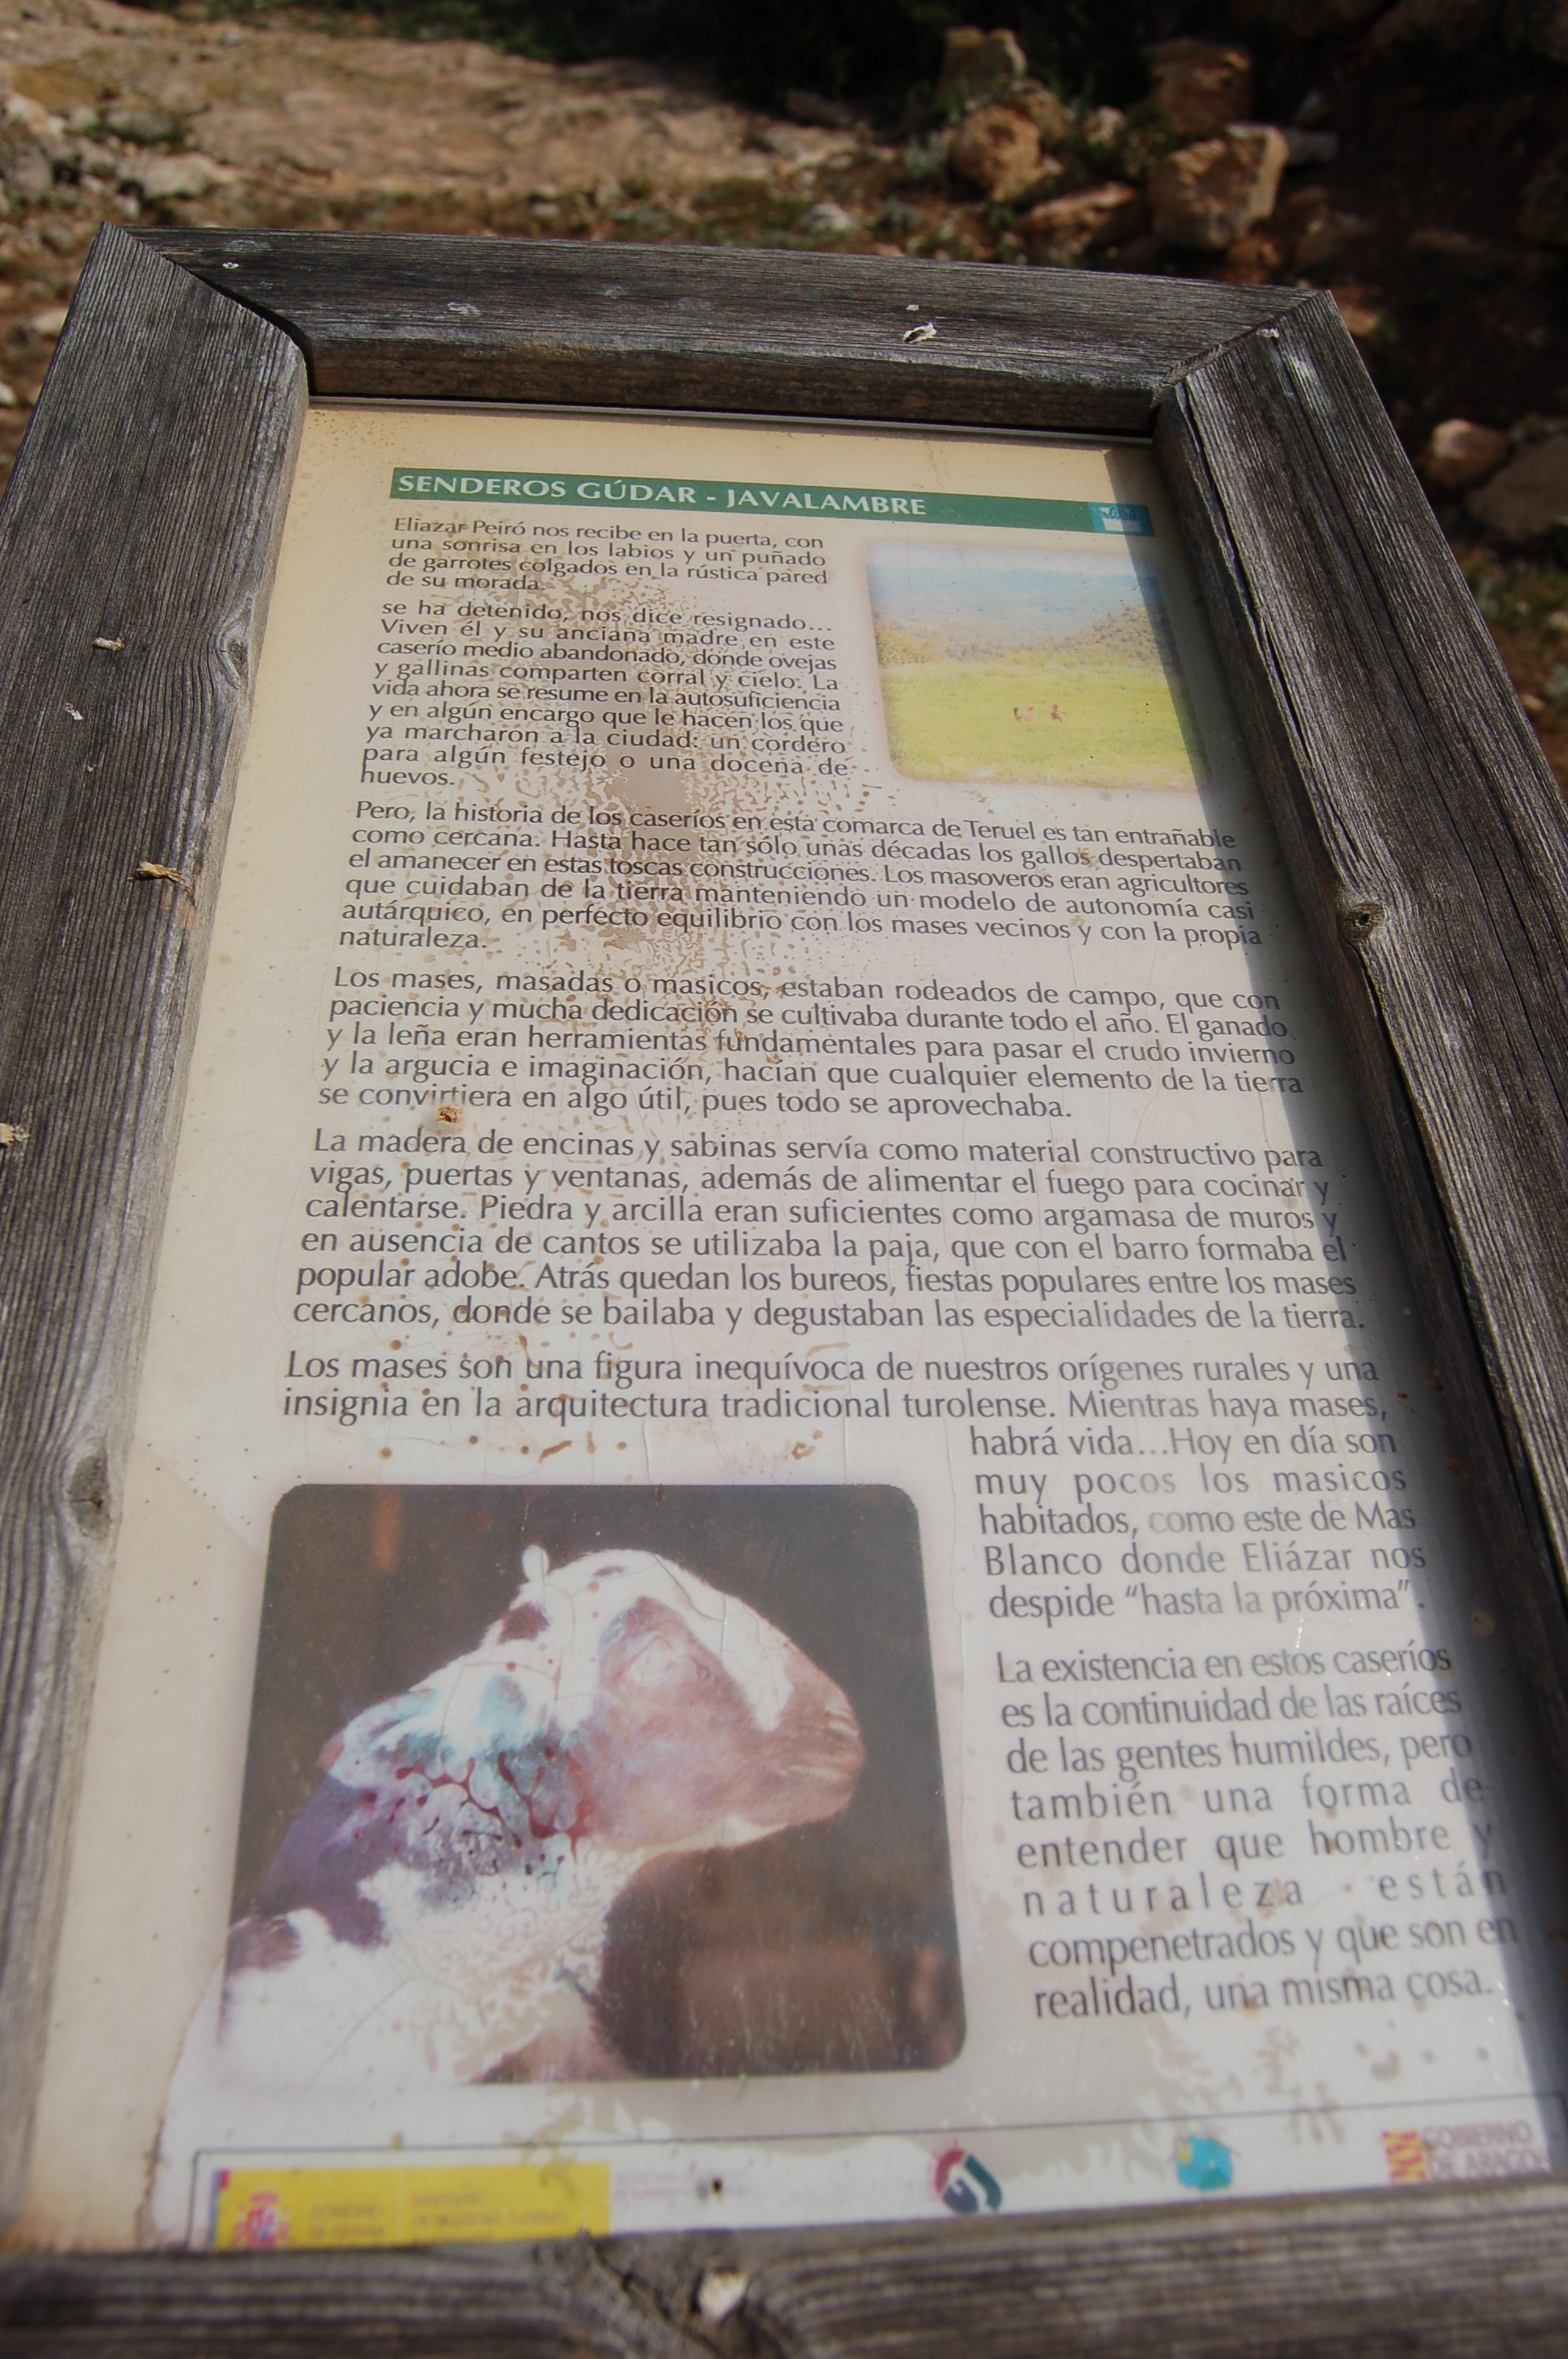 SENDEROS GÚDAR - JAVALAMBRE
Eliazar Peiró nos recibe en la puerta, con
una sonrisa en los labios y un puñado
de garrotes colgados en la rústica pared
de su morada.
se ha detenido, nos dice resignado...
Viven él y su anciana madre en este
caserío medio abandonado, donde ovejas
y gallinas comparten corral y cielo. La
vida ahora se resume en la autosuficiencia
y en algún encargo que le hacen los que
ya marcharon a la ciudad: un cordero
para algún festejo o una docena de
huevos.
Pero, la historia de los caseríos en esta comarca de Teruel es tan entrañable
como cercana. Hasta hace tan sólo unas décadas los gallos despertaban
el amanecer en estas toscas construcciones. Los masoveros eran agricultores
que cuidaban de la tierra manteniendo un modelo de autonomía casi
autárquico, en perfecto equilibrio con los mases vecinos y con la propia
naturaleza.
Los mases, masadas o masicos, estaban rodeados de campo, que con
paciencia y mucha dedicación se cultivaba durante todo el año. El ganado
y la leña eran herramientas fundamentales para pasar el crudo invierno
y la argucia e imaginación, hacían que cualquier elemento de la tierra
se convirtiera en algo útil, pues todo se aprovechaba.
La madera de encinas y sabinas servía como material constructivo para
vigas, puertas y ventanas, además de alimentar el fuego para cocinar y
calentarse. Piedra y arcilla eran suficientes como argamasa de muros y
en ausencia de cantos se utilizaba la paja, que con el barro formaba el
popular adobe. Atrás quedan los bureos, fiestas populares entre los mases
cercanos, donde se bailaba y degustaban las especialidades de la tierra.
Los mases son una figura inequívoca de nuestros orígenes rurales y una
insignia en la arquitectura tradicional turolense. Mientras haya mases,
habrá vida...Hoy en día son
muy pocos los masicos
habitados, como este de Mas
Blanco donde Eliázar nos
despide "hasta la próxima".
La existencia en estos caseríos
es la continuidad de las raíces
de las gentes humildes, pero
también una forma de
entender que hombre y
naturaleza están
compenetrados y que son en
realidad, una misma cosa.
GOBIERNO
DE ARAGON